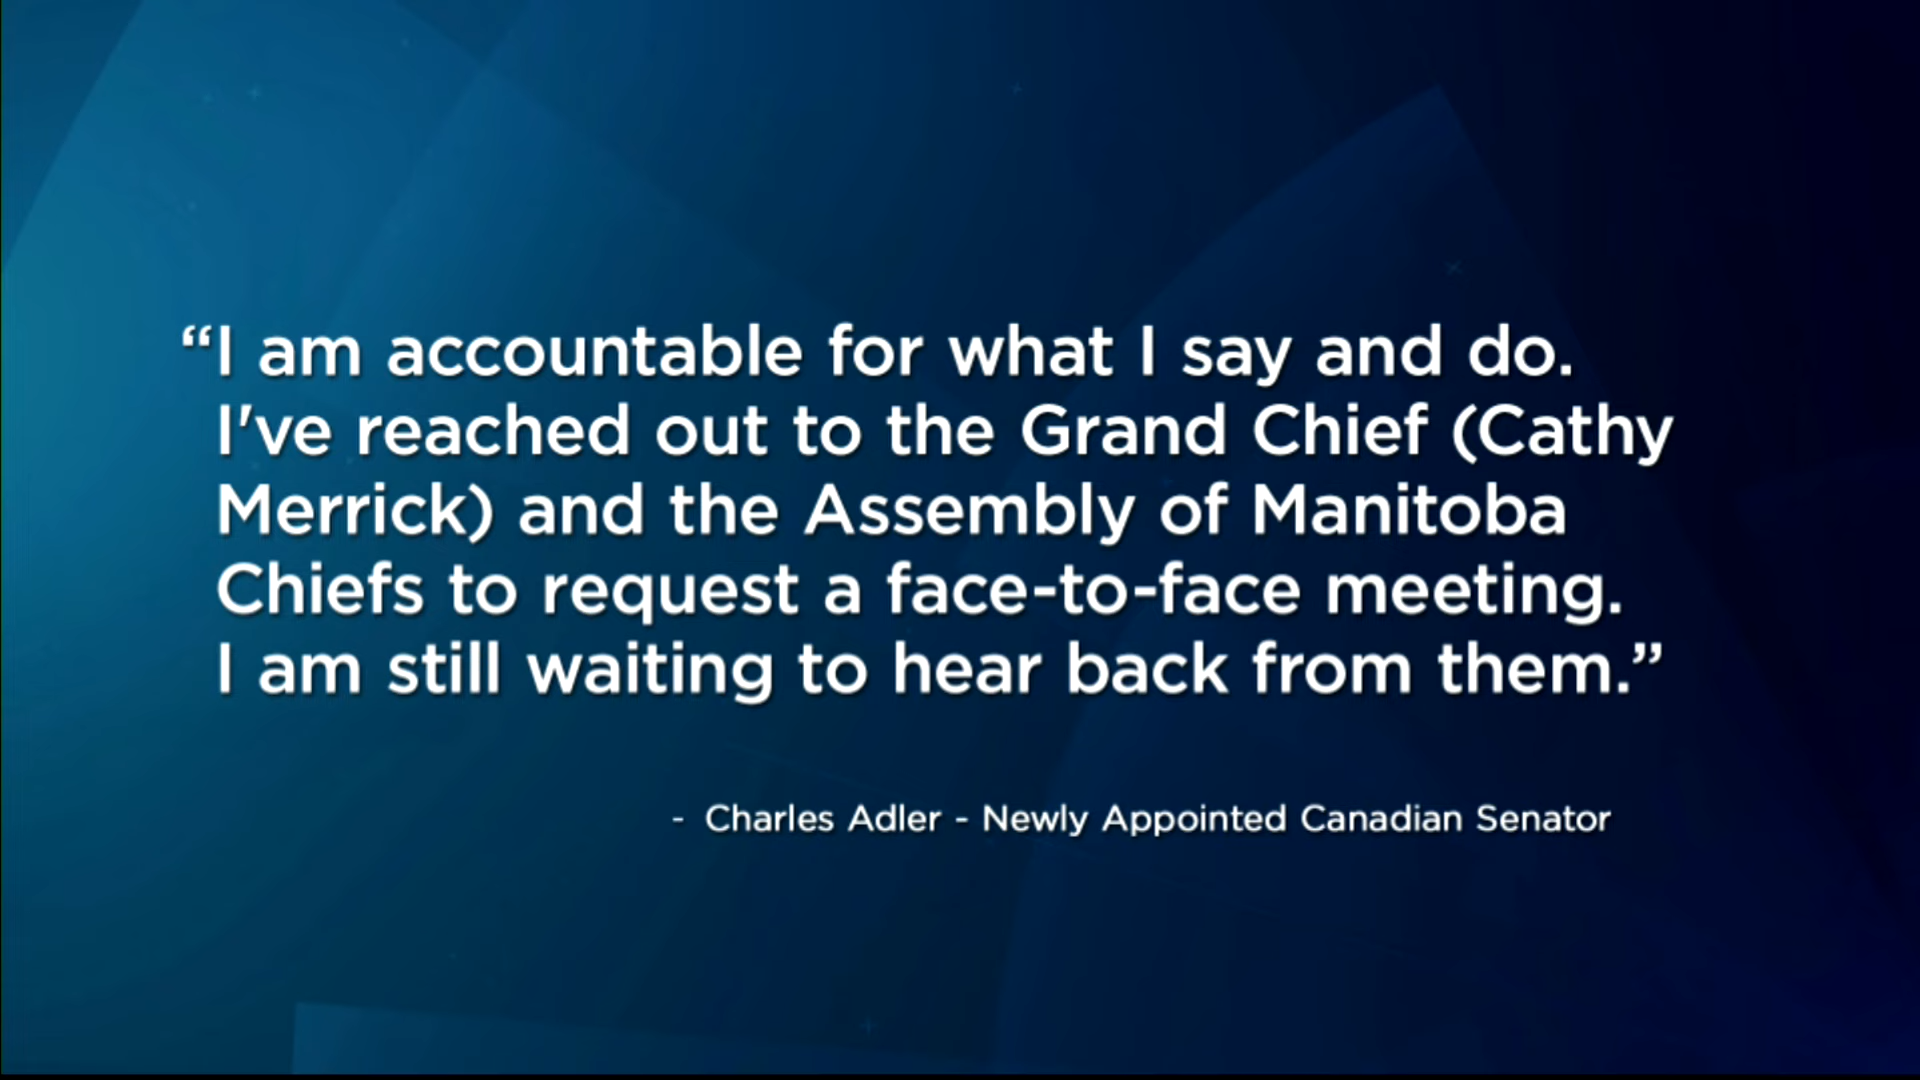 “I am accountable for what I say and do.
I've reached out to the Grand Chief (Cathy
Merrick) and the Assembly of Manitoba
Chiefs to request a face-to-face meeting.
I am still waiting to hear back from them.”
- Charles Adler - Newly Appointed Canadian Senator